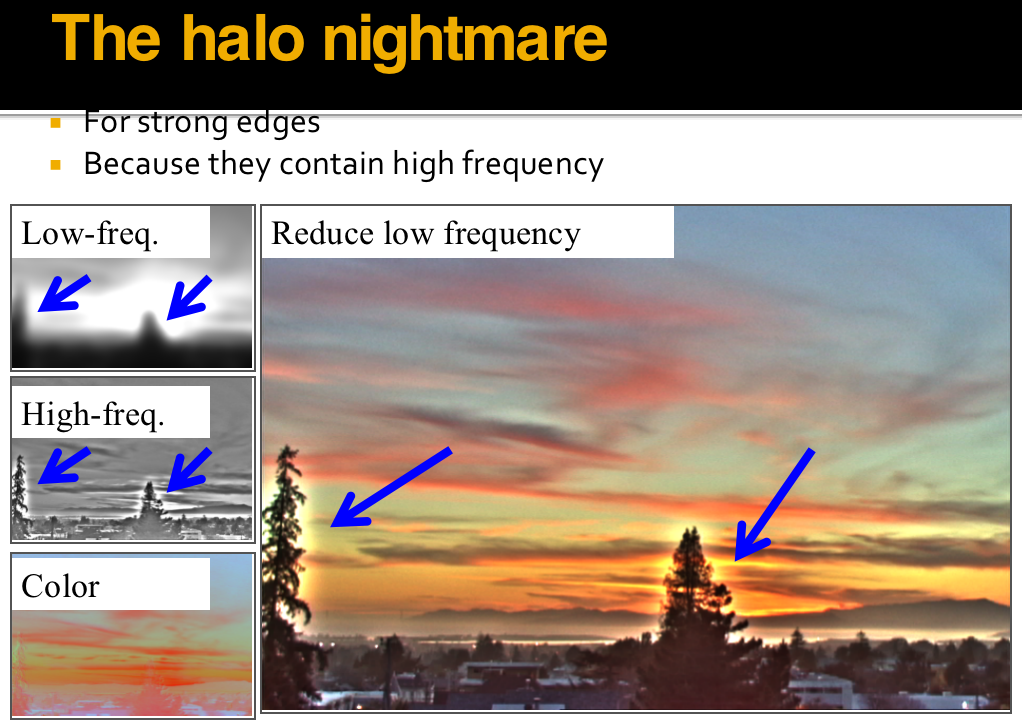 The halo nightmare
For strong edges
Because they contain high frequency
Low-freq.
Reduce low frequency
High-freq.
Color